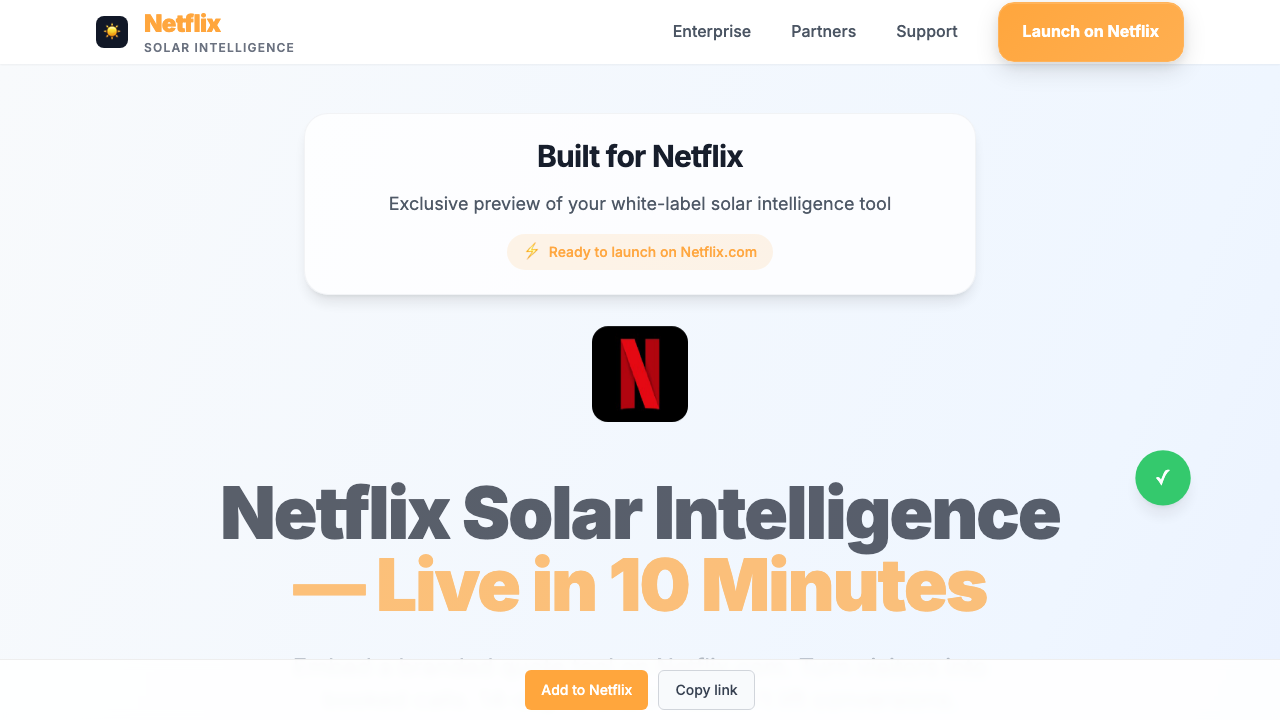 Netflix
SOLAR INTELLIGENCE
Enterprise
Partners
Support
Launch on Netflix
Built for Netflix
Exclusive preview of your white-label solar intelligence tool
Ready to launch on Netflix.com
N
Netflix Solar Intelligence
— Live in 10 Minutes
Add to Netflix
Copy link